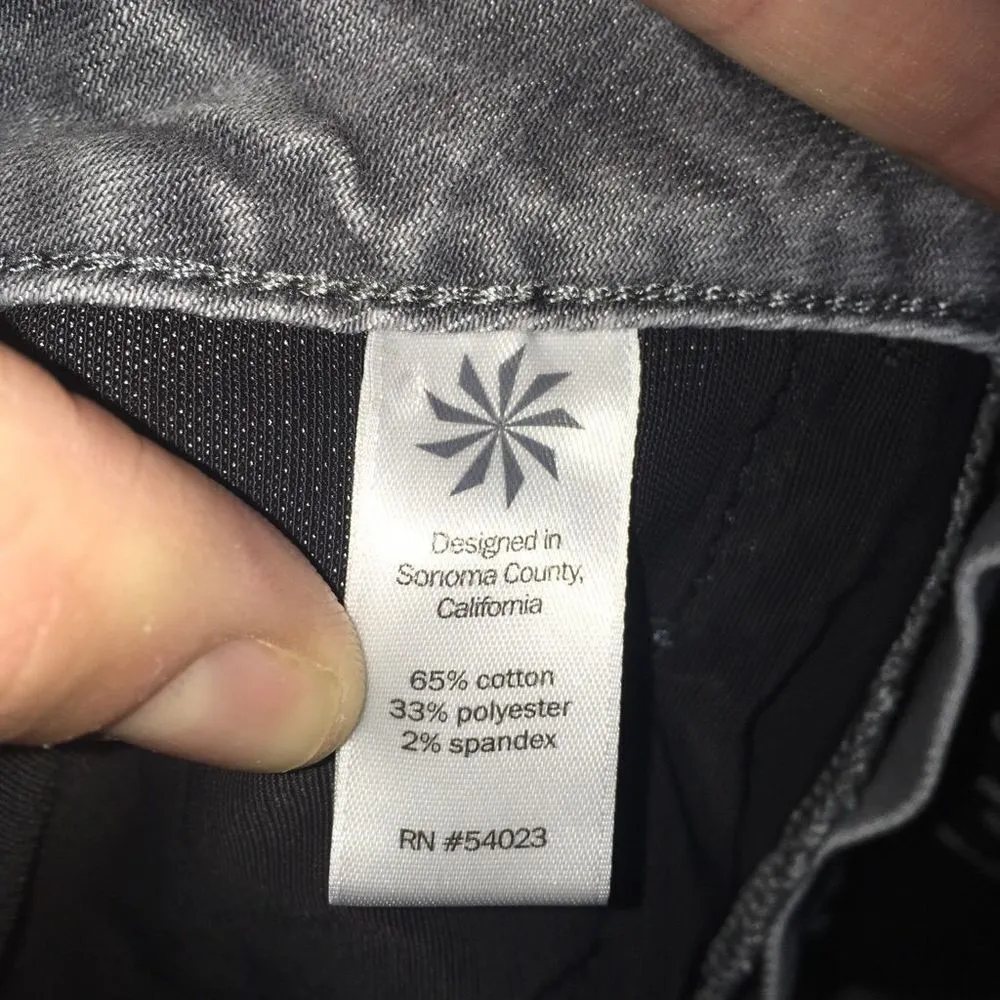 Designed in
Sonoma County,
California
65% cotton
33% polyester
2% spandex
RN #54023